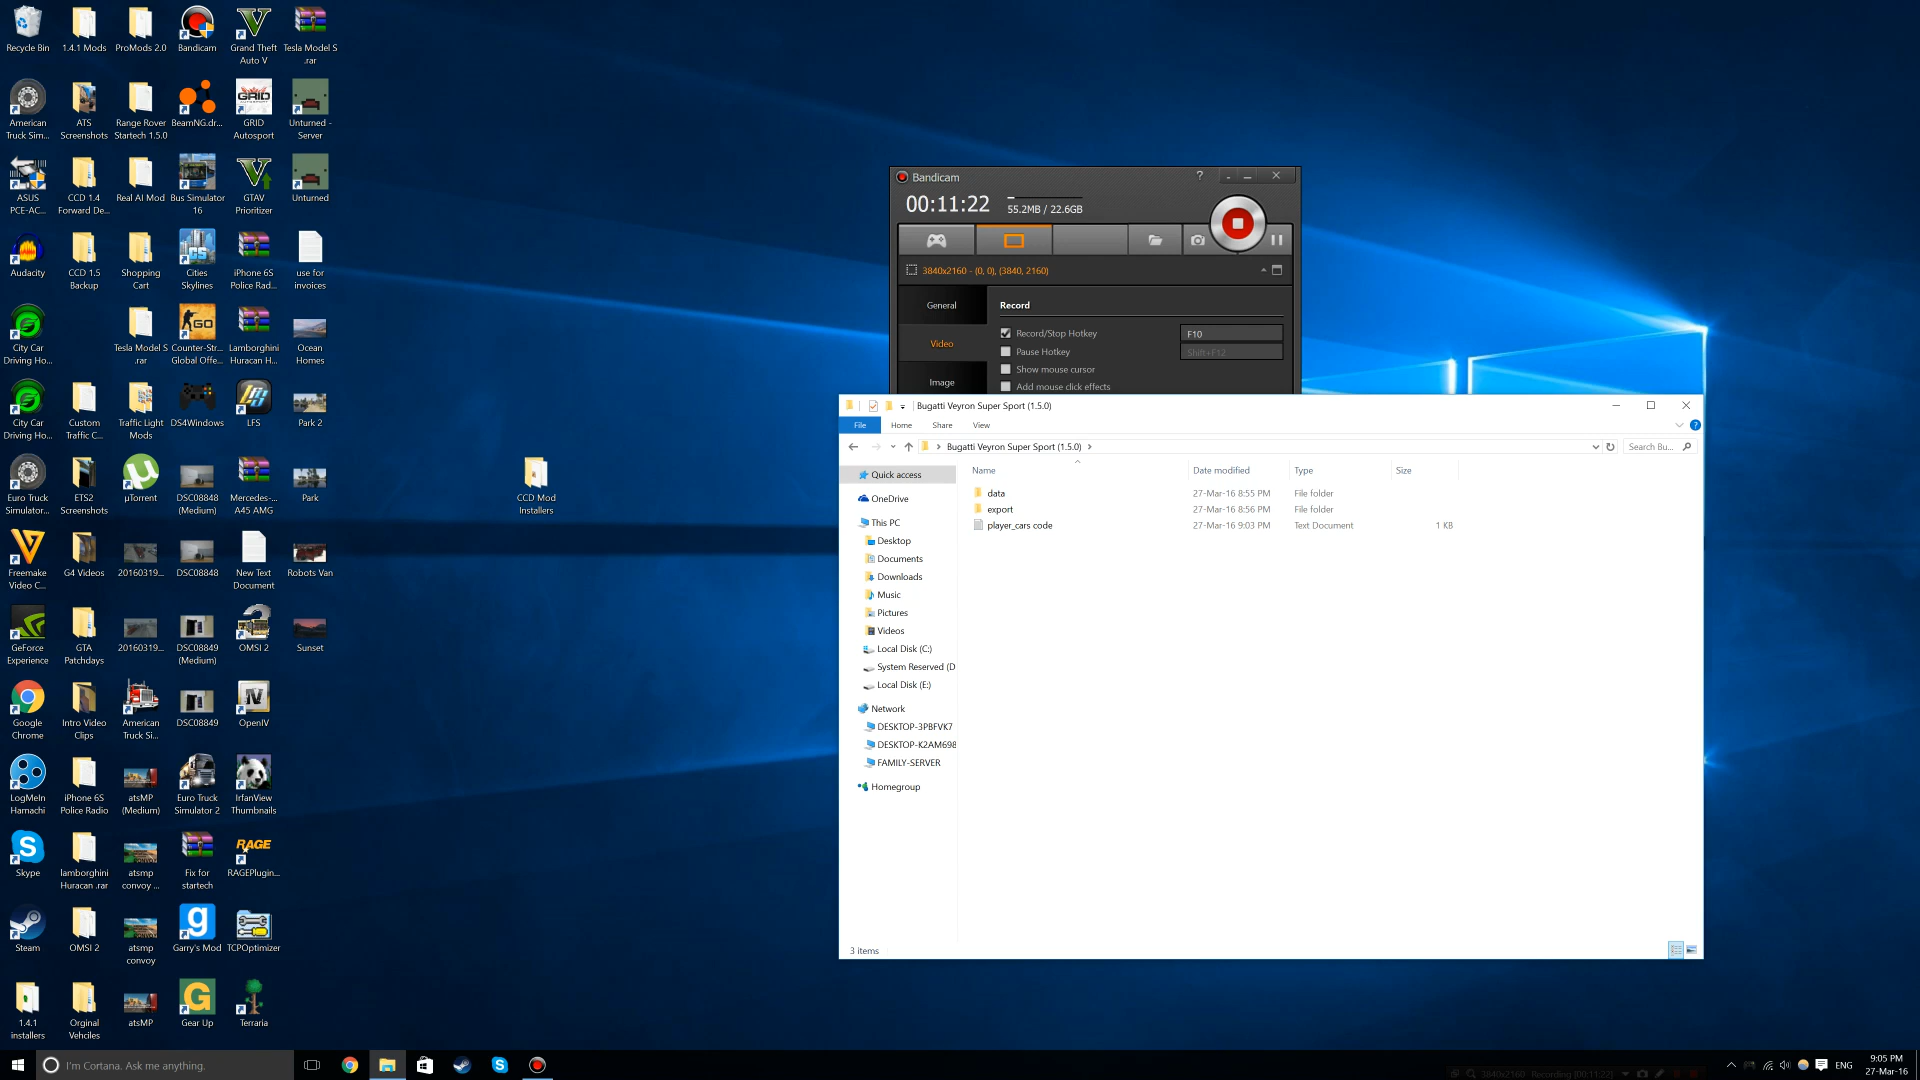 Recycle Bin
1.4.1 Mods
ProMods 2.0
Bandicam
Grand Theft
Auto V
Tesla Model S
.rar
American
Truck Sim...
ATS
Screenshots
Range Rover
Startech 1.5.0
BeamNG.dr...
GRID
Autosport
Unturned -
Server
ASUS
PCE-AC...
CCD 1.4
Forward De...
Real AI Mod
Bus Simulator
16
GTAV
Prioritizer
Unturned
Audacity
CCD 1.5
Backup
Shopping
Cart
Cities
Skylines
iPhone 6S
Police Rad...
use for
invoices
City Car
Driving Ho...
Tesla Model S
.rar
Counter-Str...
Global Offe...
Lamborghini
Huracan H...
Ocean
Homes
City Car
Driving Ho...
Custom
Traffic C...
Traffic Light
Mods
DS4Windows
LFS
Park 2
Euro Truck
Simulator...
ETS2
Screenshots
µTorrent
DSC08848
(Medium)
Mercedes-...
A45 AMG
Park
CCD Mod
Installers
Freemake
Video C...
G4 Videos
20160319...
DSC08848
New Text
Document
Robots Van
GeForce
Experience
GTA
Patchdays
20160319...
DSC08849
(Medium)
OMSI 2
Sunset
Google
Chrome
Intro Video
Clips
American
Truck Si...
DSC08849
OpenIV
LogMeIn
Hamachi
iPhone 6S
Police Radio
atsMP
(Medium)
Euro Truck
Simulator 2
IrfanView
Thumbnails
Skype
lamborghini
Huracan .rar
atsmp
convoy ...
Fix for
startech
RAGE
RAGEPlugin...
Steam
OMSI 2
atsmp
convoy
Garry's Mod
TCPOptimizer
1.4.1
installers
Orginal
Vehciles
atsMP
Gear Up
Terraria
Bandicam
00:11:22
55.2MB / 22.6GB
3840x2160 - (0, 0), (3840, 2160)
General
Video
Image
Record
Record/Stop Hotkey
F10
Pause Hotkey
Shift+F12
Show mouse cursor
Add mouse click effects
Bugatti Veyron Super Sport (1.5.0)
File
Home
Share
View
Bugatti Veyron Super Sport (1.5.0)
Search Bu...
Name
Date modified
Type
Size
data
27-Mar-16 8:55 PM
File folder
export
27-Mar-16 8:56 PM
File folder
player_cars code
27-Mar-16 9:03 PM
Text Document
1 KB
Quick access
OneDrive
This PC
Desktop
Documents
Downloads
Music
Pictures
Videos
Local Disk (C:)
System Reserved (D
Local Disk (E:)
Network
DESKTOP-3PBFVK7
DESKTOP-K2AM698
FAMILY-SERVER
Homegroup
3 items
I'm Cortana. Ask me anything.
3840x2160
Recording [00:11:22]
ENG
9:05 PM
27-Mar-16